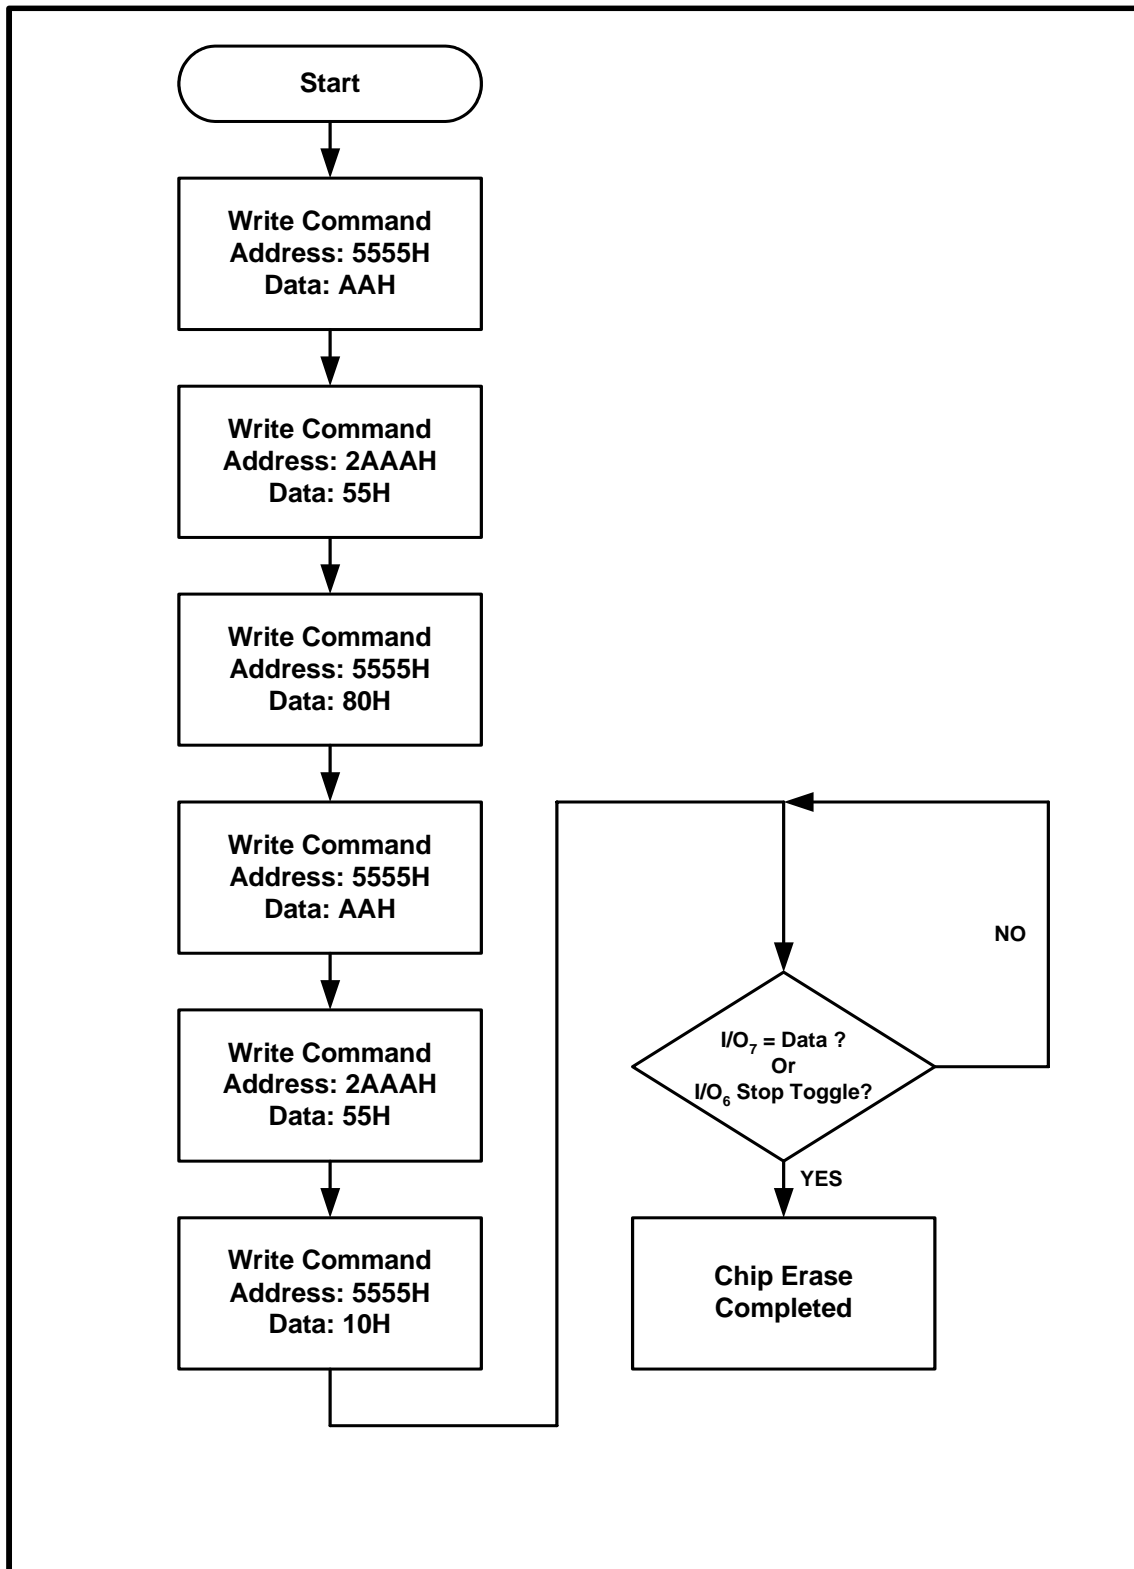 Start
Write Command
Address: 5555H
Data: AAH
Write Command
Address: 2AAAH
Data: 55H
Write Command
Address: 5555H
Data: 80H
Write Command
Address: 5555H
Data: AAH
Write Command
Address: 2AAAH
Data: 55H
Write Command
Address: 5555H
Data: 10H
NO
I/O₇ = Data ?
Or
I/O₆ Stop Toggle?
YES
Chip Erase
Completed